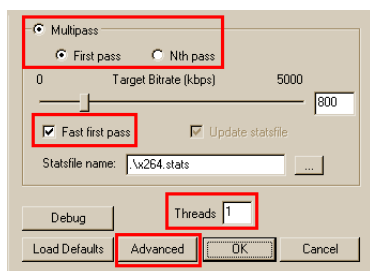 Multipass
First pass Nth pass
0 Target Bitrate (kbps) 5000
800
Fast first pass Update statsfile
Statsfile name: .\x264.stats ...
Debug Threads 1
Load Defaults Advanced OK Cancel